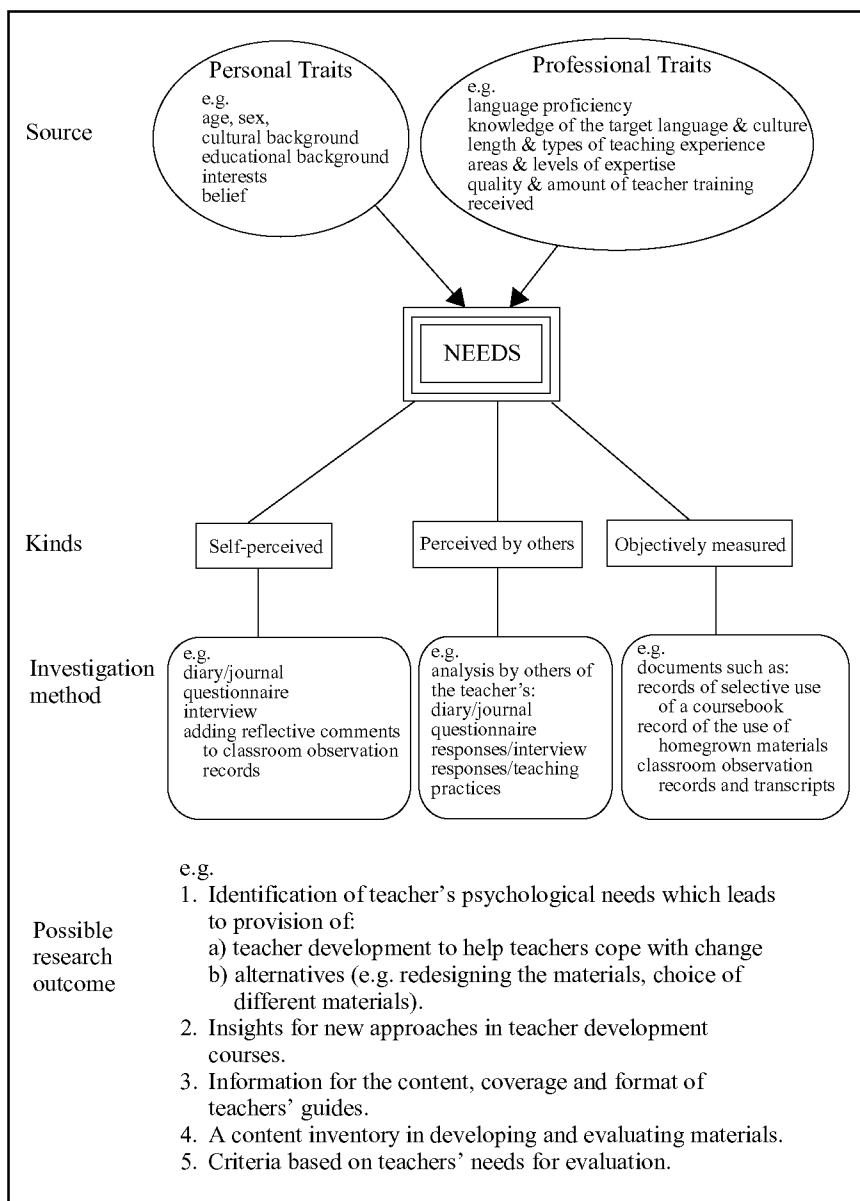 Personal Traits
e.g.
age, sex,
cultural background
educational background
interests
belief
Professional Traits
e.g.
language proficiency
knowledge of the target language & culture
length & types of teaching experience
areas & levels of expertise
quality & amount of teacher training
received
Source
NEEDS
Kinds
Self-perceived
Perceived by others
Objectively measured
Investigation
method
e.g.
diary/journal
questionnaire
interview
adding reflective comments
to classroom observation
records
e.g.
analysis by others of
the teacher's:
diary/journal
questionnaire
responses/interview
responses/teaching
practices
e.g.
documents such as:
records of selective use
of a coursebook
record of the use of
homegrown materials
classroom observation
records and transcripts
Possible
research
outcome
e.g.
1. Identification of teacher's psychological needs which leads
to provision of:
a) teacher development to help teachers cope with change
b) alternatives (e.g. redesigning the materials, choice of
different materials).
2. Insights for new approaches in teacher development
courses.
3. Information for the content, coverage and format of
teachers' guides.
4. A content inventory in developing and evaluating materials.
5. Criteria based on teachers' needs for evaluation.